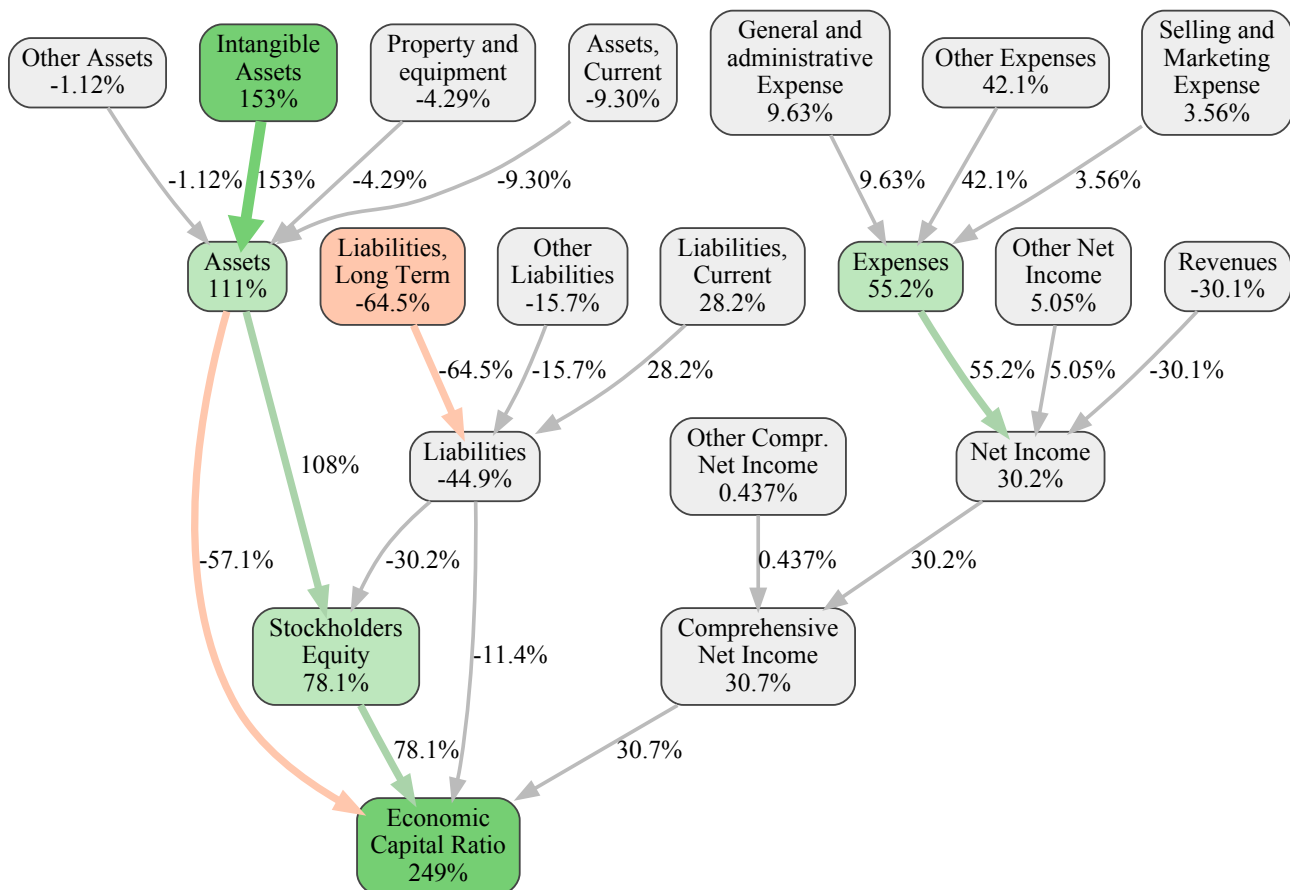 Other Assets
-1.12%
Intangible
Assets
153%
Property and
equipment
-4.29%
Assets,
Current
-9.30%
General and
administrative
Expense
9.63%
Other Expenses
42.1%
Selling and
Marketing
Expense
3.56%
-1.12%
153%
-4.29%
-9.30%
9.63%
42.1%
3.56%
Assets
111%
Liabilities,
Long Term
-64.5%
Other
Liabilities
-15.7%
Liabilities,
Current
28.2%
Expenses
55.2%
Other Net
Income
5.05%
Revenues
-30.1%
-64.5%
-15.7%
28.2%
55.2%
5.05%
-30.1%
108%
Liabilities
-44.9%
Other Compr.
Net Income
0.437%
Net Income
30.2%
-57.1%
-30.2%
0.437%
30.2%
Stockholders
Equity
78.1%
-11.4%
Comprehensive
Net Income
30.7%
78.1%
30.7%
Economic
Capital Ratio
249%